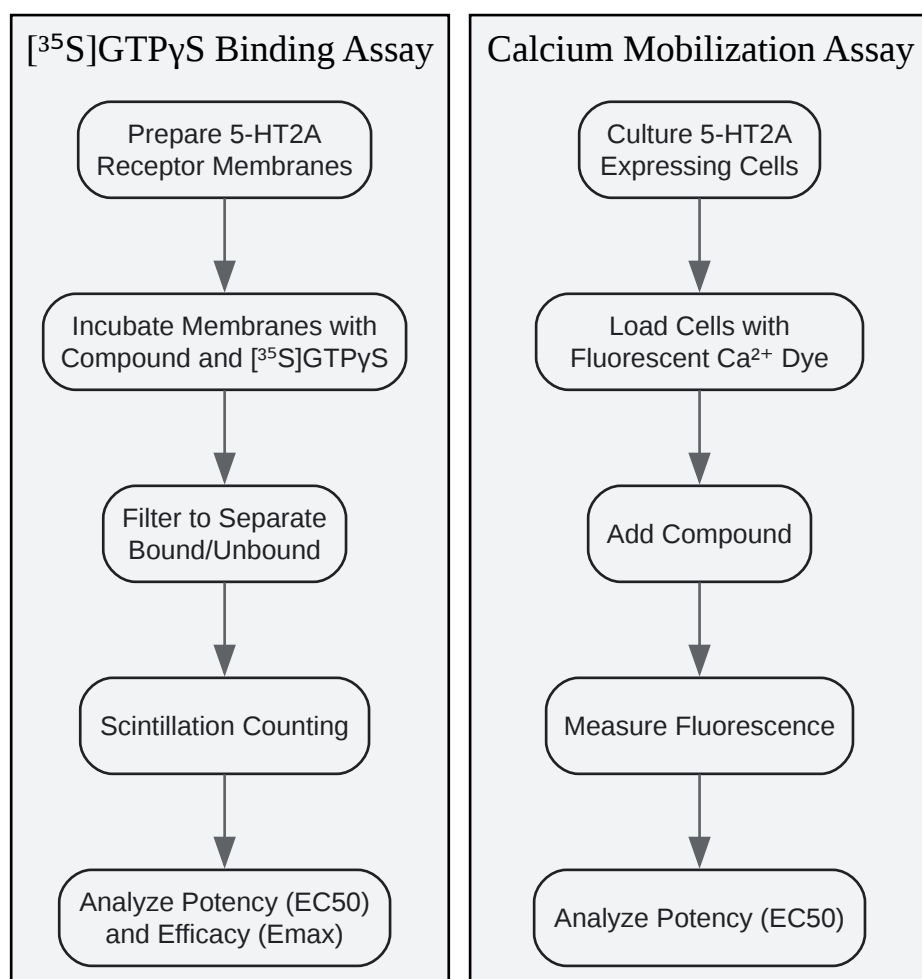 [³⁵S]GTPγS Binding Assay
Prepare 5-HT2A
Receptor Membranes
Incubate Membranes with
Compound and [³⁵S]GTPγS
Filter to Separate
Bound/Unbound
Scintillation Counting
Analyze Potency (EC50)
and Efficacy (Emax)
Calcium Mobilization Assay
Culture 5-HT2A
Expressing Cells
Load Cells with
Fluorescent Ca²⁺ Dye
Add Compound
Measure Fluorescence
Analyze Potency (EC50)